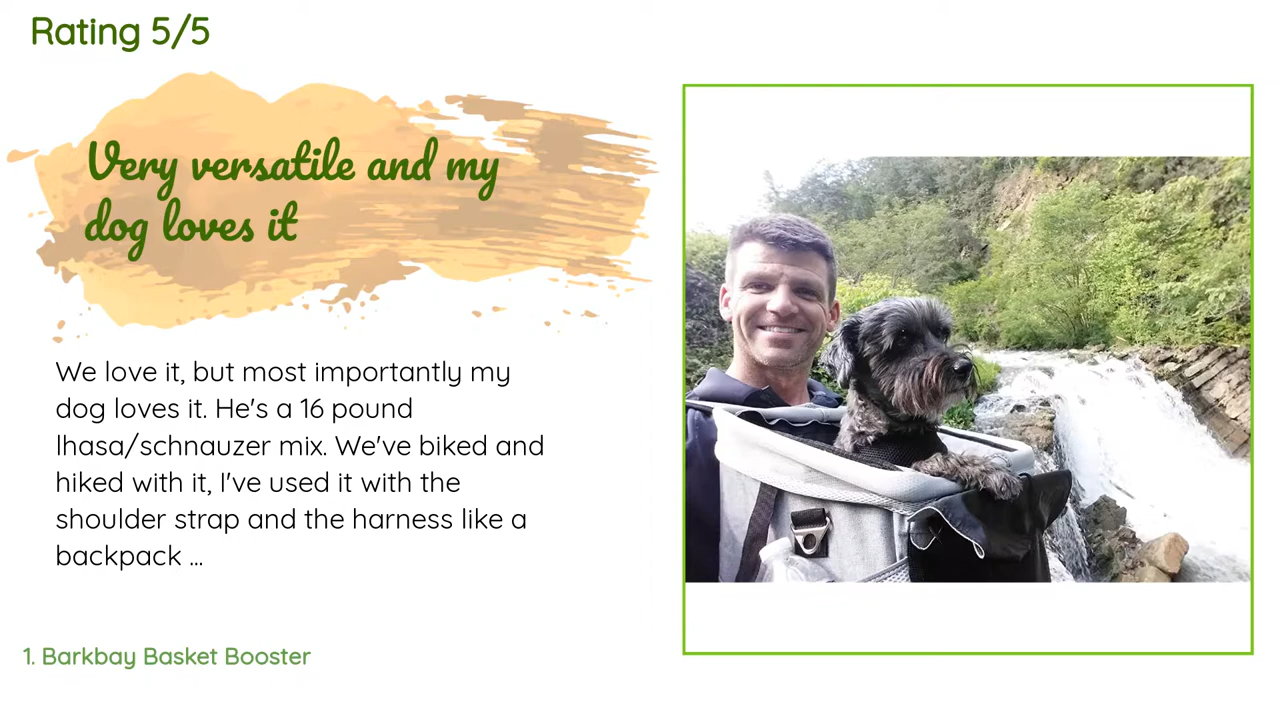 Rating 5/5
Very versatile and my
dog loves it
We love it, but most importantly my
dog loves it. He's a 16 pound
lhasa/schnauzer mix. We've biked and
hiked with it, I've used it with the
shoulder strap and the harness like a
backpack ...
1. Barkbay Basket Booster